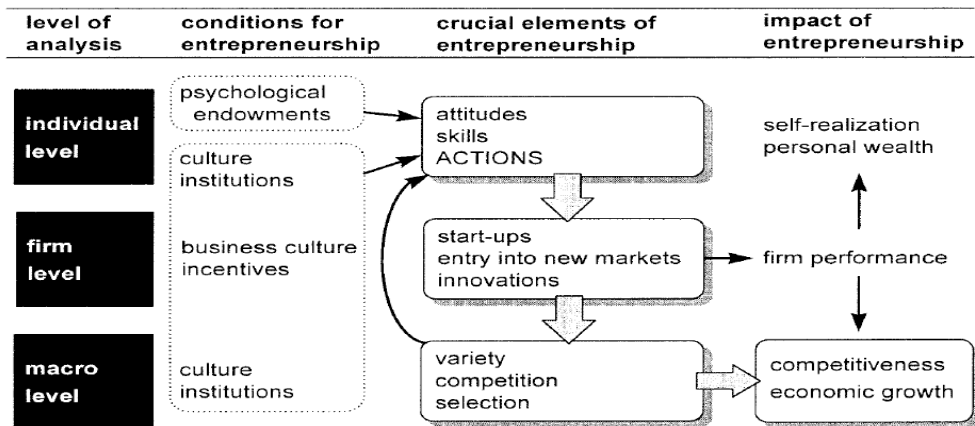 level of
analysis
conditions for
entrepreneurship
crucial elements of
entrepreneurship
impact of
entrepreneurship
individual
level
psychological
endowments
culture
institutions
attitudes
skills
ACTIONS
self-realization
personal wealth
firm
level
business culture
incentives
start-ups
entry into new markets
innovations
firm performance
macro
level
culture
institutions
variety
competition
selection
competitiveness
economic growth